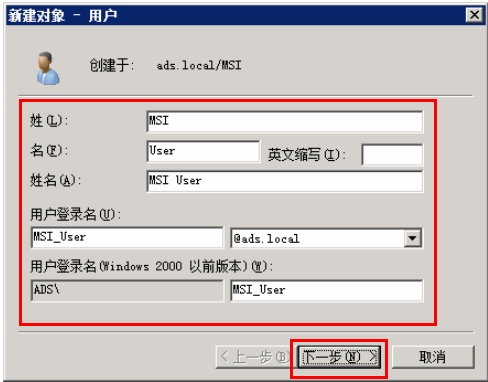 新建对象 - 用户
创建于: ads.local/MSI
姓(L): MSI
名(F): User 英文缩写(I):
姓名(A): MSI User
用户登录名(U):
MSI_User @ads.local
用户登录名(Windows 2000 以前版本)(W):
ADS\ MSI_User
< 上一步(B) 下一步(N) > 取消